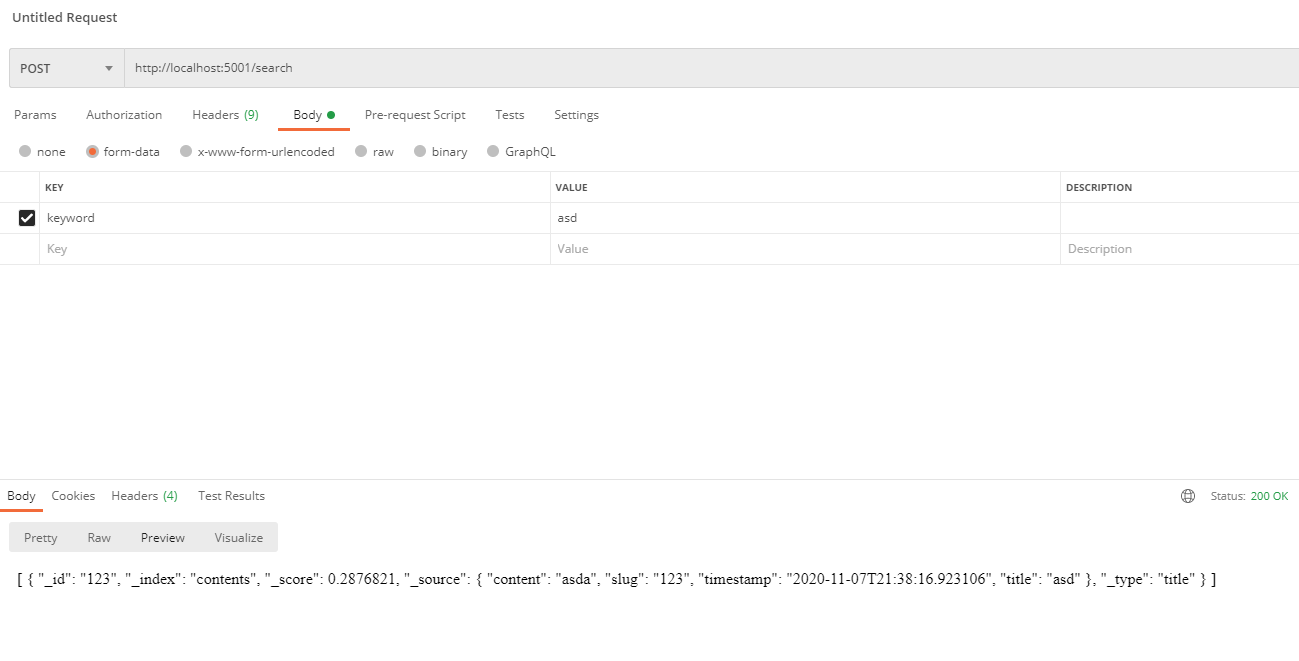 Untitled Request
POST http://localhost:5001/search
Params Authorization Headers (9) Body Pre-request Script Tests Settings
none form-data x-www-form-urlencoded raw binary GraphQL
KEY VALUE DESCRIPTION
keyword asd
Key Value Description
Body Cookies Headers (4) Test Results Status: 200 OK
Pretty Raw Preview Visualize
[ { "_id": "123", "_index": "contents", "_score": 0.2876821, "_source": { "content": "asda", "slug": "123", "timestamp": "2020-11-07T21:38:16.923106", "title": "asd" }, "_type": "title" } ]